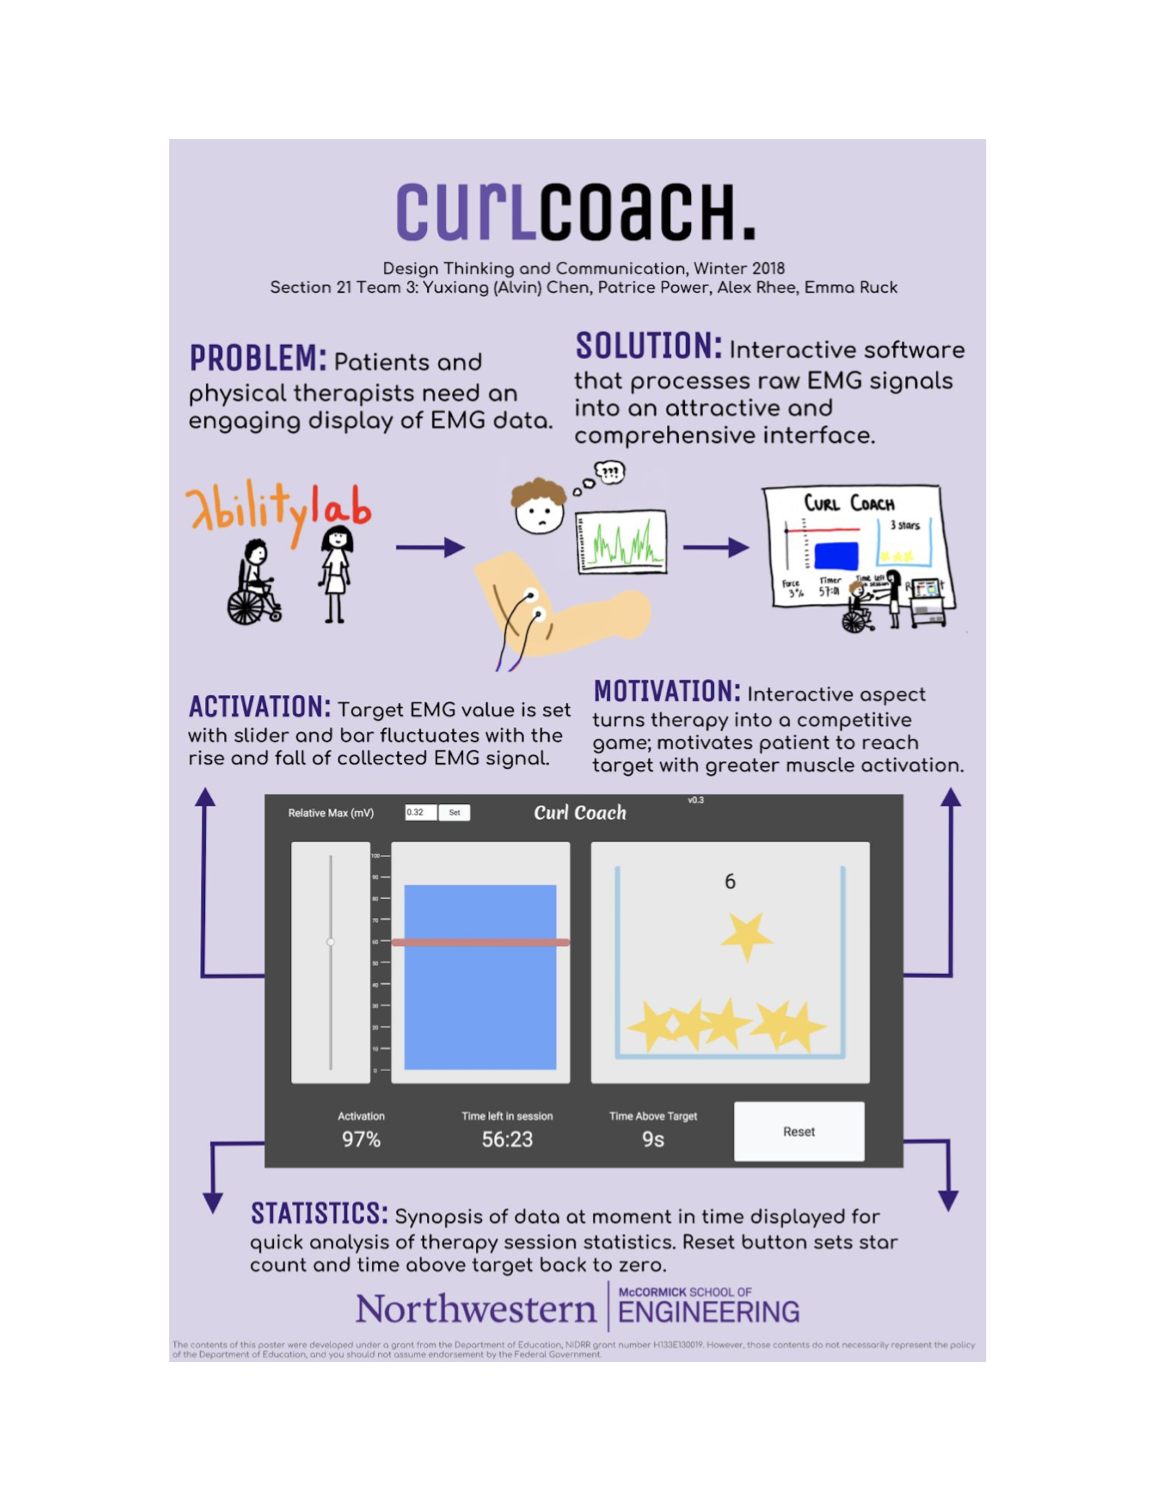 curlcoach.
Design Thinking and Communication, Winter 2018
Section 21 Team 3: Yuxiang (Alvin) Chen, Patrice Power, Alex Rhee, Emma Ruck
PROBLEM: Patients and
physical therapists need an
engaging display of EMG data.
SOLUTION: Interactive software
that processes raw EMG signals
into an attractive and
comprehensive interface.
λbilitylab
???
CURL COACH
3 stars
Force
3%
Timer
57:01
Time left
ACTIVATION: Target EMG value is set
with slider and bar fluctuates with the
rise and fall of collected EMG signal.
MOTIVATION: Interactive aspect
turns therapy into a competitive
game; motivates patient to reach
target with greater muscle activation.
Relative Max (mV)
0.32
Set
Curl Coach
v0.3
100
90
80
70
60
50
40
30
20
10
0
6
Activation
97%
Time left in session
56:23
Time Above Target
9s
Reset
STATISTICS: Synopsis of data at moment in time displayed for
quick analysis of therapy session statistics. Reset button sets star
count and time above target back to zero.
Northwestern
McCORMICK SCHOOL OF
ENGINEERING
The contents of this poster were developed under a grant from the Department of Education, NIDRR grant number H133E130019. However, those contents do not necessarily represent the policy
of the Department of Education, and you should not assume endorsement by the Federal Government.